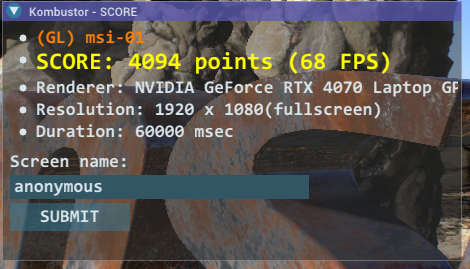 Kombustor - SCORE
(GL) msi-01
SCORE: 4094 points (68 FPS)
Renderer: NVIDIA GeForce RTX 4070 Laptop GP
Resolution: 1920 x 1080(fullscreen)
Duration: 60000 msec
Screen name:
anonymous
SUBMIT